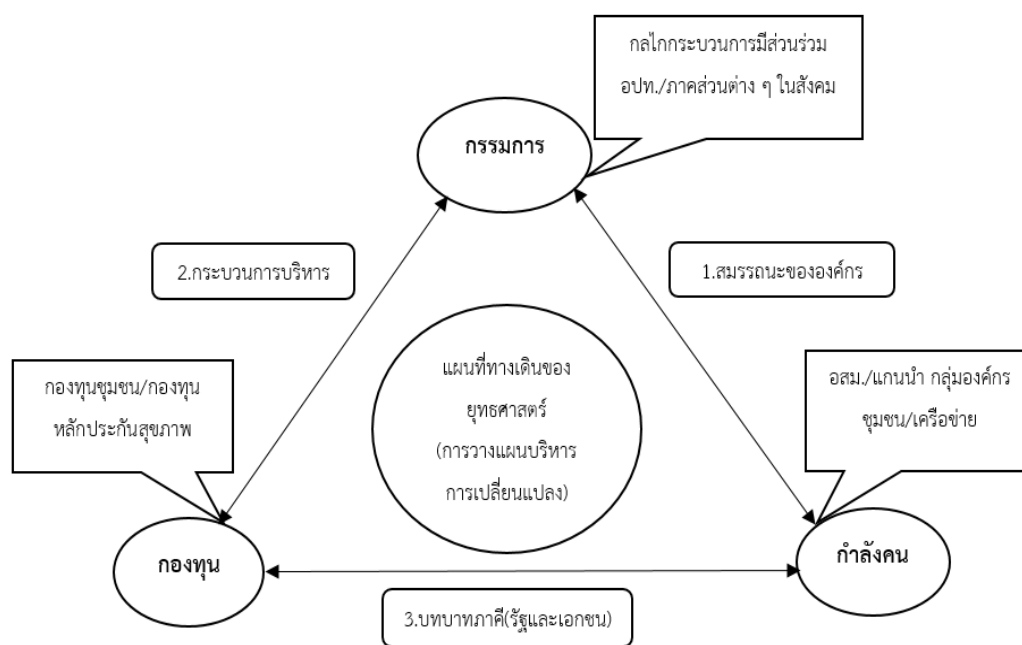 กลไกกระบวนการมีส่วนร่วม
อปท./ภาคส่วนต่าง ๆ ในสังคม
กรรมการ
2.กระบวนการบริหาร
1.สมรรถนะขององค์กร
แผนที่ทางเดินของ
ยุทธศาสตร์
(การวางแผนบริหาร
การเปลี่ยนแปลง)
กองทุนชุมชน/กองทุน
หลักประกันสุขภาพ
อสม./แกนนำ กลุ่มองค์กร
ชุมชน/เครือข่าย
กองทุน
กำลังคน
3.บทบาทภาคี(รัฐและเอกชน)